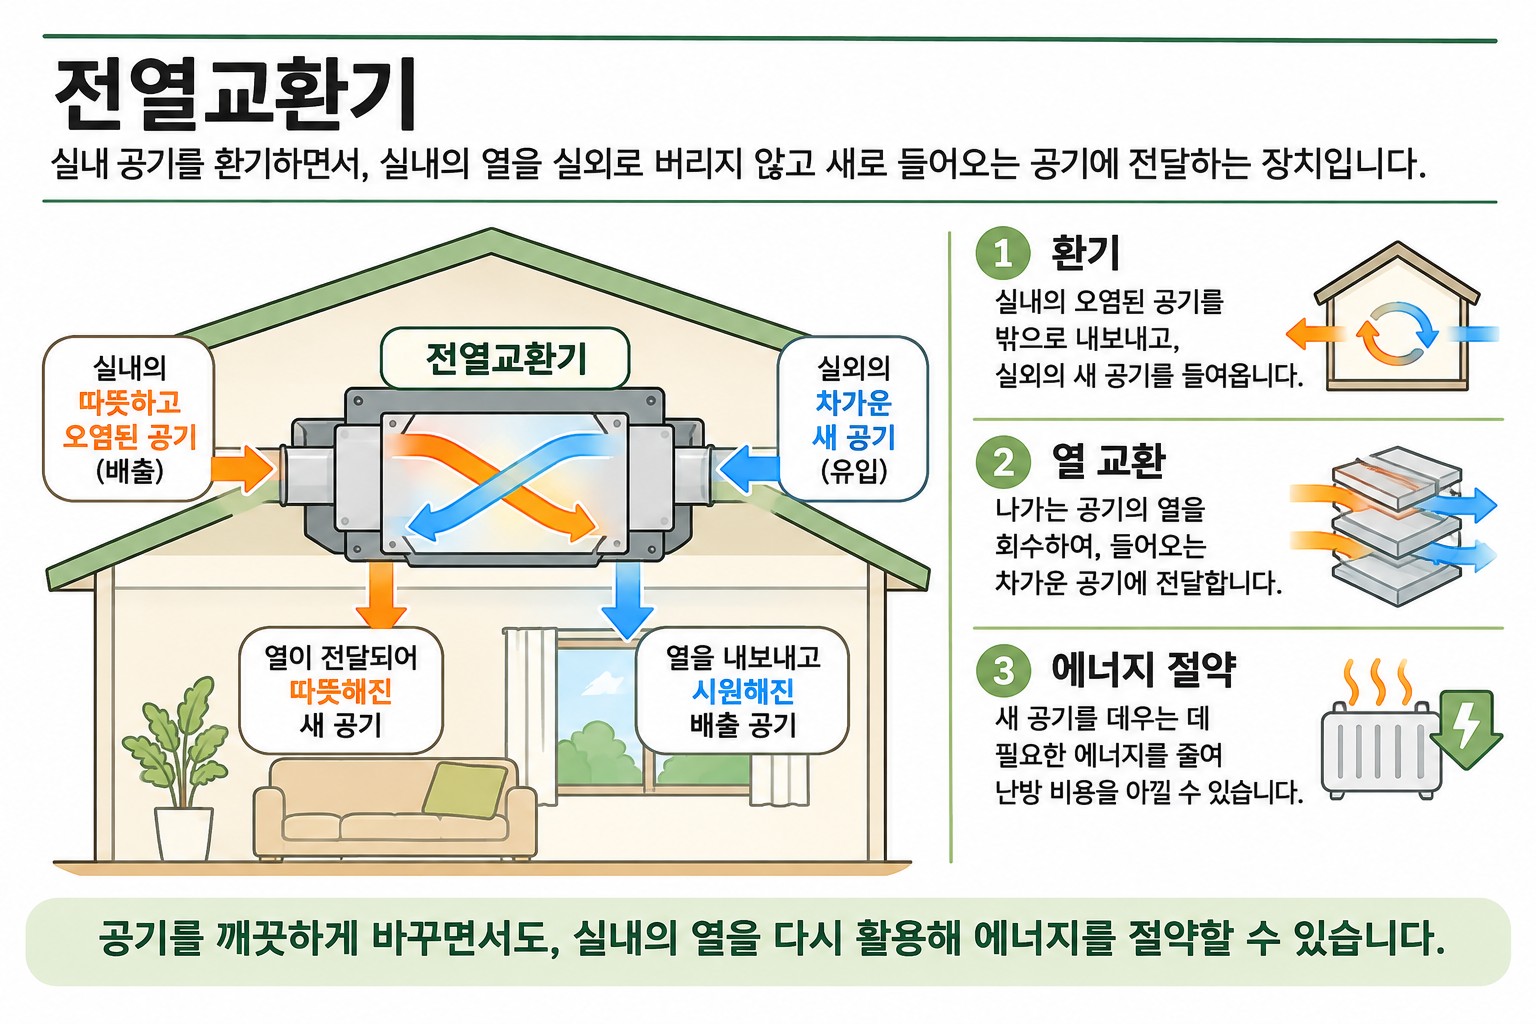 전열교환기
실내 공기를 환기하면서, 실내의 열을 실외로 버리지 않고 새로 들어오는 공기에 전달하는 장치입니다.
실내의
따뜻하고
오염된 공기
(배출)
전열교환기
실외의
차가운
새 공기
(유입)
열이 전달되어
따뜻해진
새 공기
열을 내보내고
시원해진
배출 공기
1 환기
실내의 오염된 공기를
밖으로 내보내고,
실외의 새 공기를 들여옵니다.
2 열 교환
나가는 공기의 열을
회수하여, 들어오는
차가운 공기에 전달합니다.
3 에너지 절약
새 공기를 데우는 데
필요한 에너지를 줄여
난방 비용을 아낄 수 있습니다.
공기를 깨끗하게 바꾸면서도, 실내의 열을 다시 활용해 에너지를 절약할 수 있습니다.